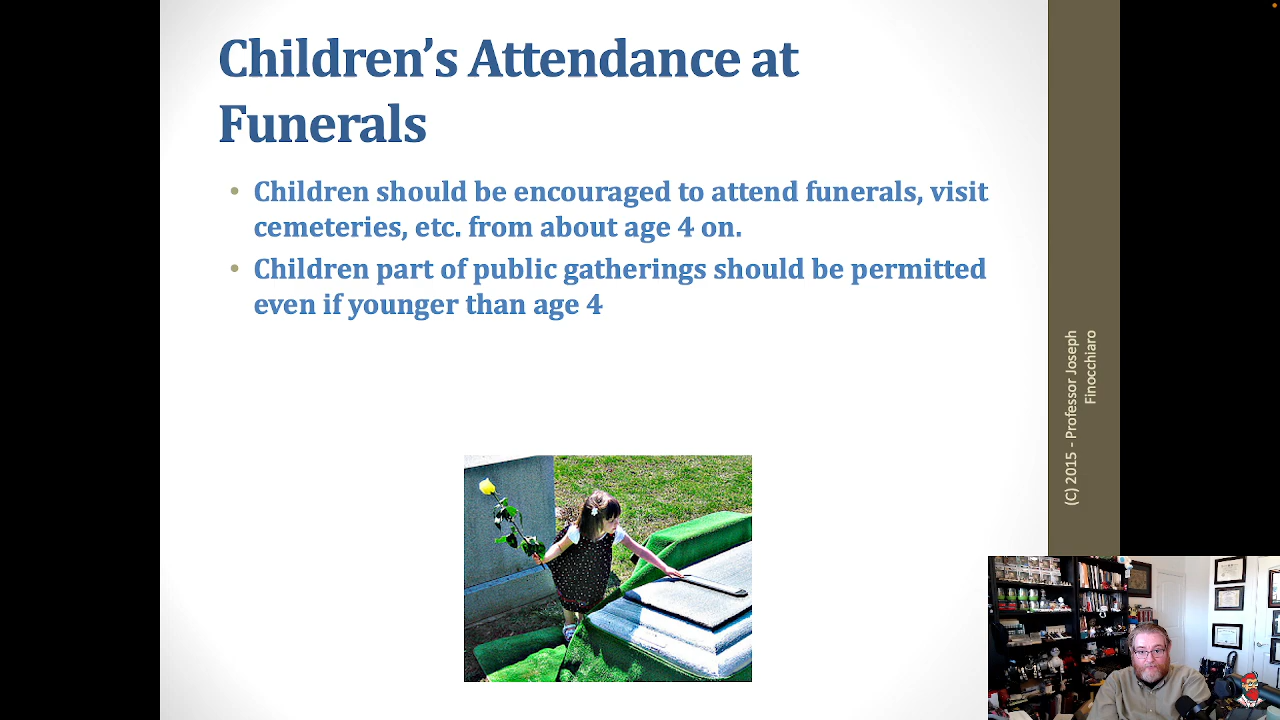 Children’s Attendance at
Funerals
• Children should be encouraged to attend funerals, visit
cemeteries, etc. from about age 4 on.
• Children part of public gatherings should be permitted
even if younger than age 4
(C) 2015 - Professor Joseph
Finocchiaro